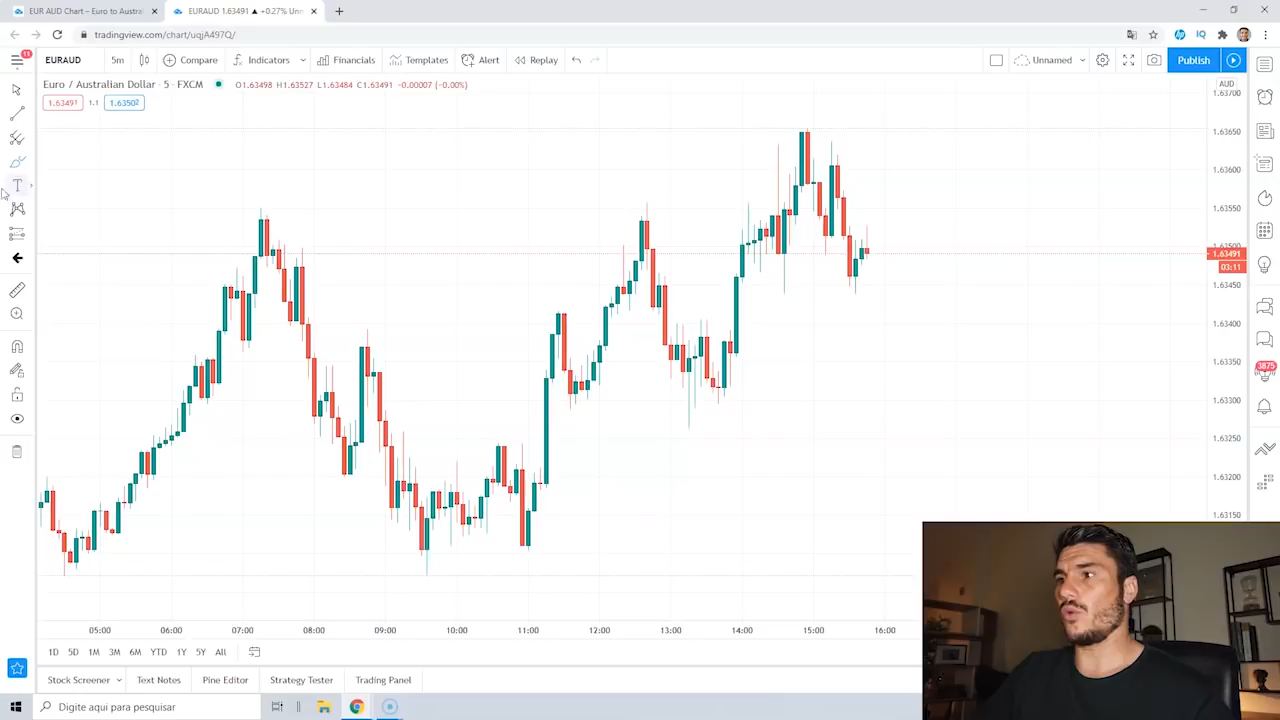 EUR AUD Chart – Euro to Austral
EURAUD 1.63491 ▲ +0.27% Unn
tradingview.com/chart/uqjA497Q/
11
EURAUD
5m
Compare
Indicators
Financials
Templates
Alert
Replay
Unnamed
Publish
Euro / Australian Dollar · 5 · FXCM
O1.63498 H1.63527 L1.63484 C1.63491 -0.00007 (-0.00%)
AUD
1.63491
1.1
1.63502
1.63700
1.63650
1.63600
1.63550
1.63500
1.63491
03:11
1.63450
1.63400
1.63350
1.63300
1.63250
1.63200
1.63150
3875
05:00 06:00 07:00 08:00 09:00 10:00 11:00 12:00 13:00 14:00 15:00 16:00
1D 5D 1M 3M 6M YTD 1Y 5Y All
Stock Screener Text Notes Pine Editor Strategy Tester Trading Panel
Digite aqui para pesquisar